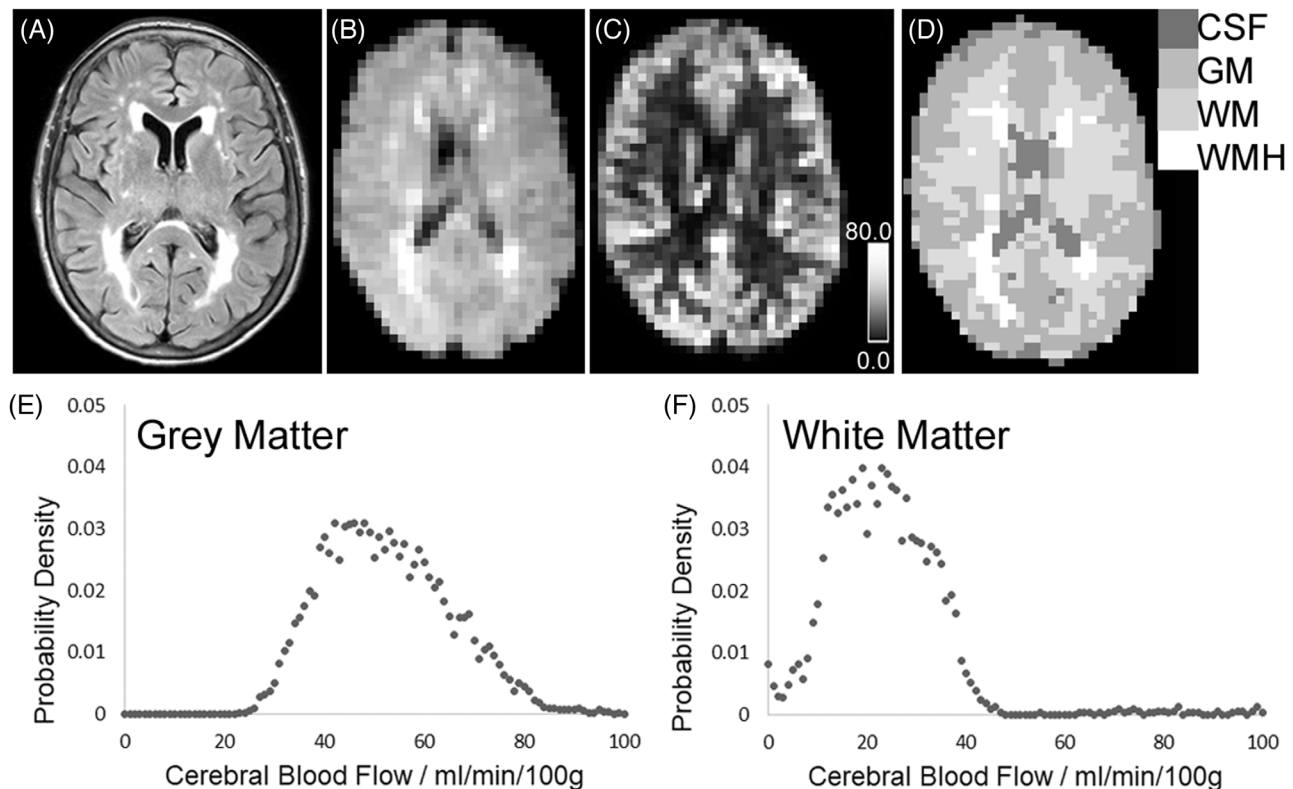 (A)
(B)
(C)
(D)
CSF
GM
WM
WMH
80.0
0.0
(E)
Grey Matter
0.05
0.04
0.03
0.02
0.01
0
Probability Density
0
20
40
60
80
100
Cerebral Blood Flow / ml/min/100g
(F)
White Matter
0.05
0.04
0.03
0.02
0.01
0
Probability Density
0
20
40
60
80
100
Cerebral Blood Flow / ml/min/100g